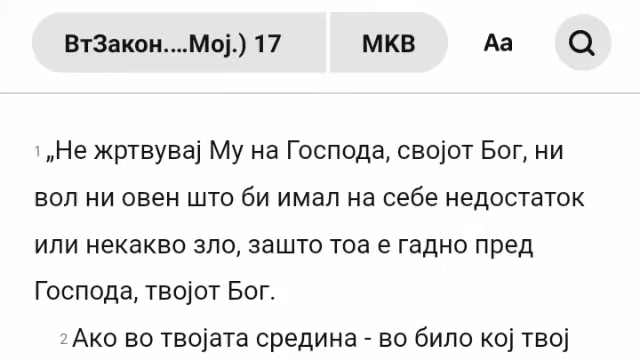 ВтЗакон.…Мој.) 17 МКВ Aa
1 „Не жртвувај Му на Господа, својот Бог, ни
вол ни овен што би имал на себе недостаток
или некакво зло, зашто тоа е гадно пред
Господа, твојот Бог.
2 Ако во твојата средина - во било кој твој